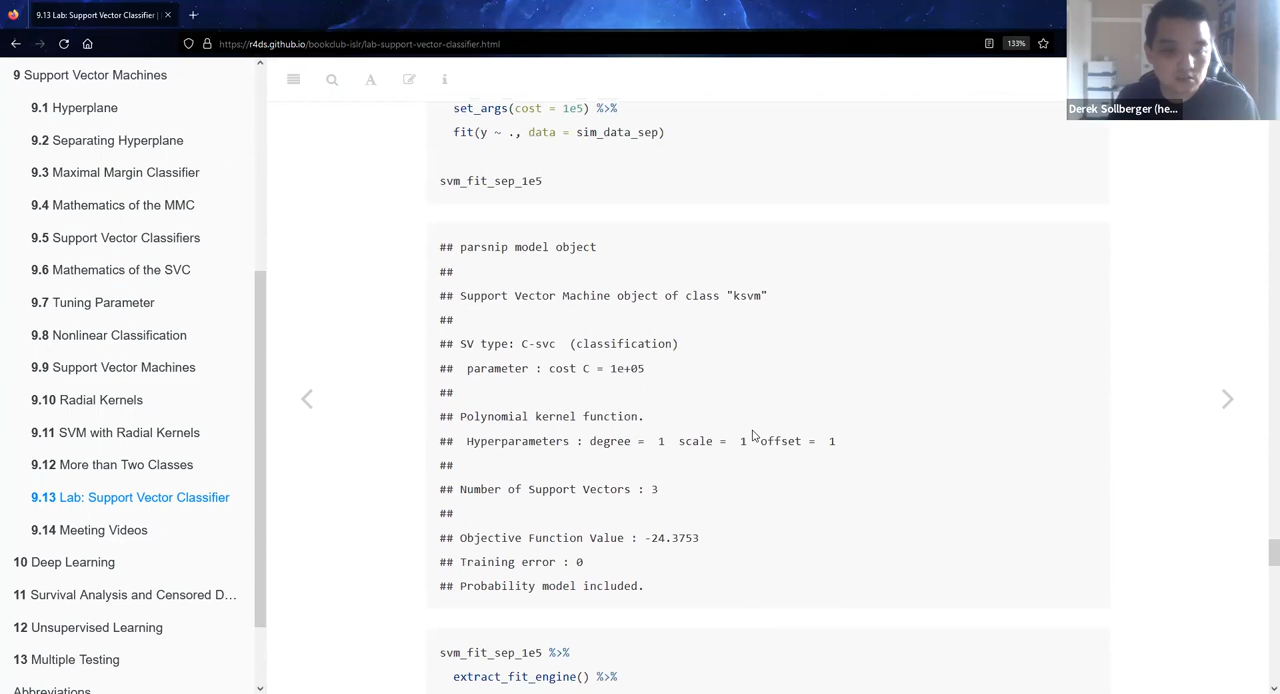 9.13 Lab: Support Vector Classifier |
https://r4ds.github.io/bookclub-islr/lab-support-vector-classifier.html
133%
Derek Sollberger (he...
9 Support Vector Machines
9.1 Hyperplane
9.2 Separating Hyperplane
9.3 Maximal Margin Classifier
9.4 Mathematics of the MMC
9.5 Support Vector Classifiers
9.6 Mathematics of the SVC
9.7 Tuning Parameter
9.8 Nonlinear Classification
9.9 Support Vector Machines
9.10 Radial Kernels
9.11 SVM with Radial Kernels
9.12 More than Two Classes
9.13 Lab: Support Vector Classifier
9.14 Meeting Videos
10 Deep Learning
11 Survival Analysis and Censored D...
12 Unsupervised Learning
13 Multiple Testing
Abbreviations
A
i
set_args(cost = 1e5) %>%
fit(y ~ ., data = sim_data_sep)
svm_fit_sep_1e5
## parsnip model object
##
## Support Vector Machine object of class "ksvm"
##
## SV type: C-svc  (classification)
##  parameter : cost C = 1e+05
##
## Polynomial kernel function.
##  Hyperparameters : degree =  1  scale =  1  offset =  1
##
## Number of Support Vectors : 3
##
## Objective Function Value : -24.3753
## Training error : 0
## Probability model included.
svm_fit_sep_1e5 %>%
extract_fit_engine() %>%